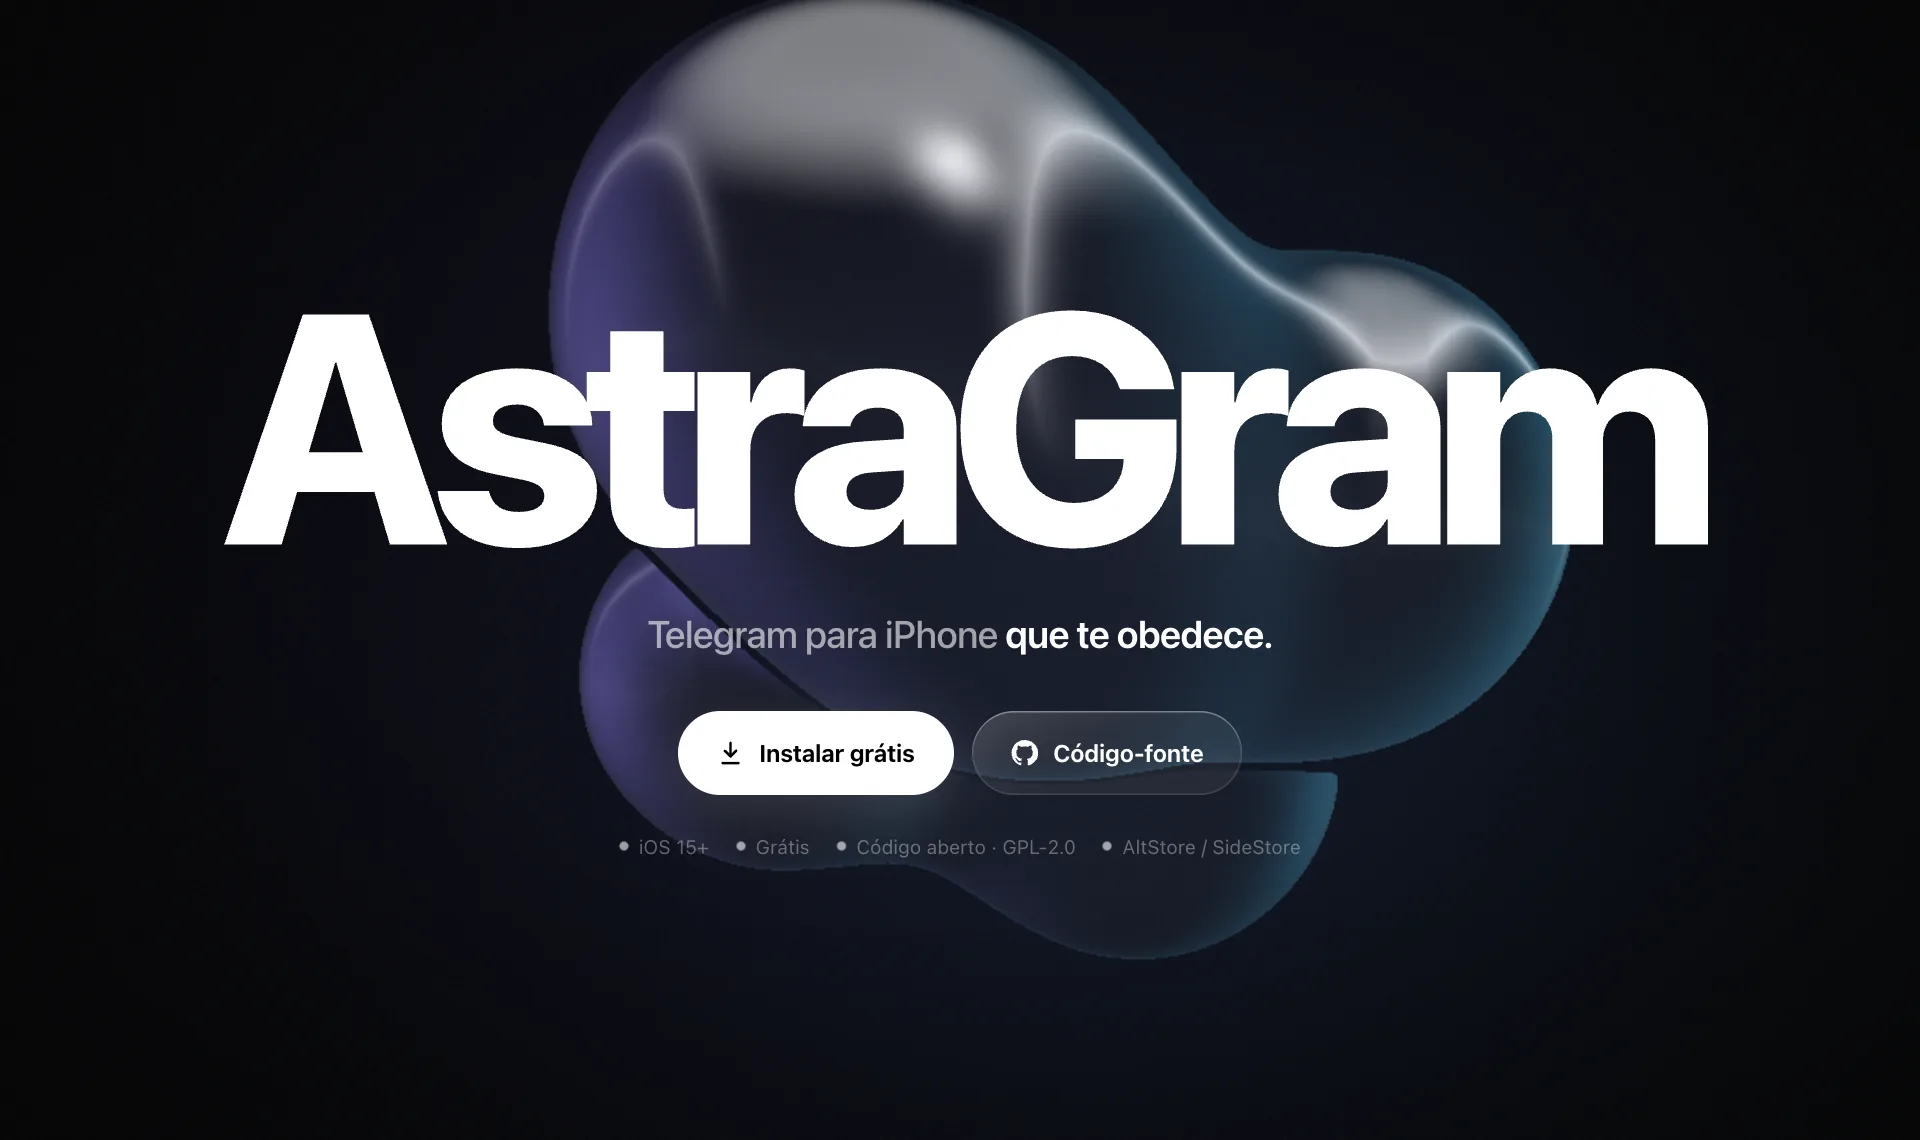 AstraGram
Telegram para iPhone que te obedece.
Instalar grátis
Código-fonte
iOS 15+
Grátis
Código aberto · GPL-2.0
AltStore / SideStore